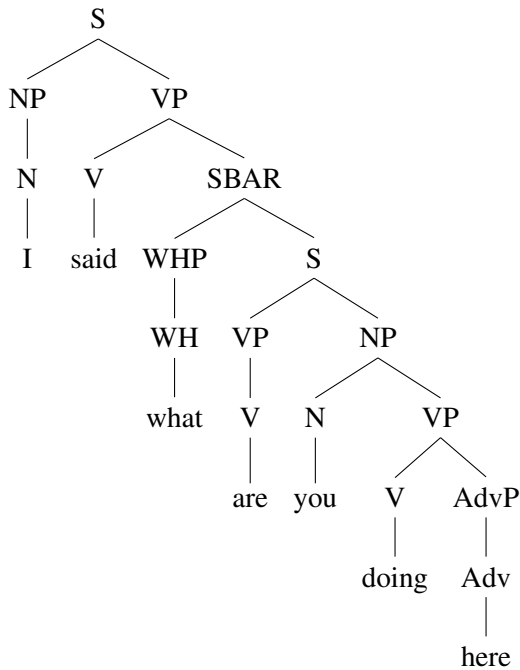 S
NP VP
N V SBAR
I said WHP S
WH VP NP
what V N VP
are you V AdvP
doing Adv
here